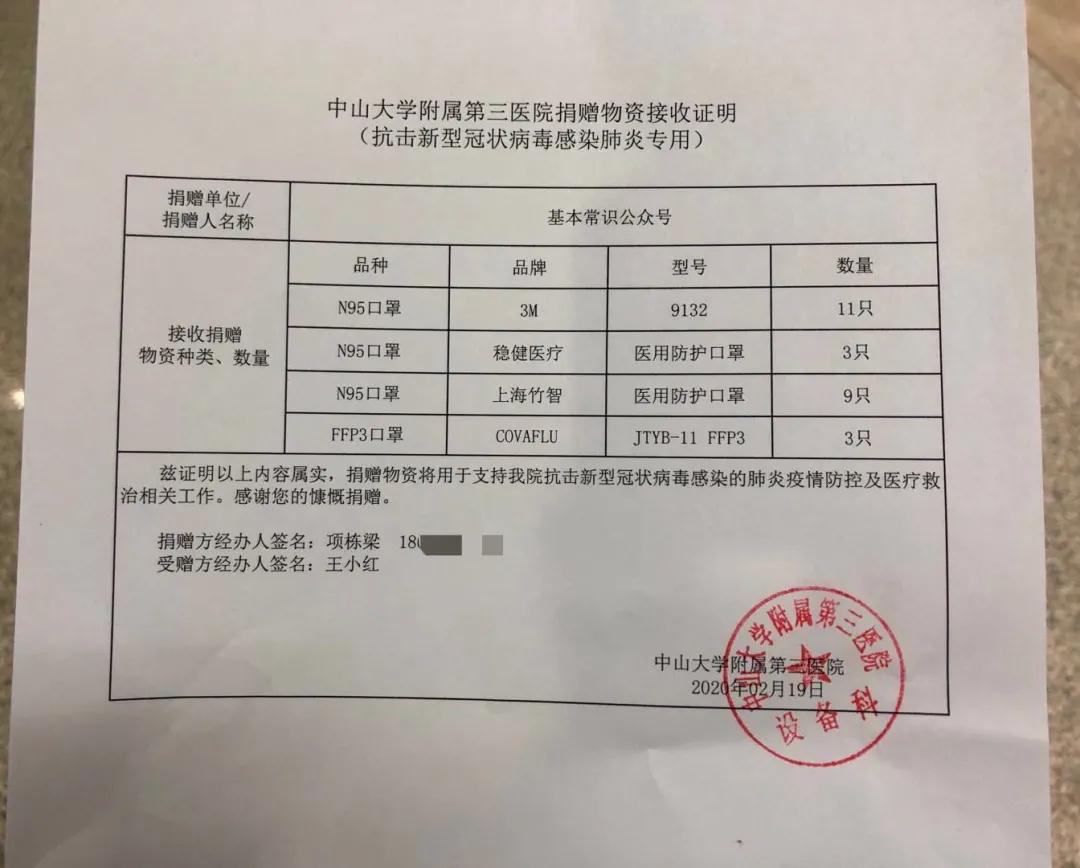 中山大学附属第三医院捐赠物资接收证明
（抗击新型冠状病毒感染肺炎专用）
捐赠单位/
捐赠人名称
基本常识公众号
接收捐赠
物资种类、数量
品种 品牌 型号 数量
N95口罩 3M 9132 11只
N95口罩 稳健医疗 医用防护口罩 3只
N95口罩 上海竹智 医用防护口罩 9只
FFP3口罩 COVAFLU JTYB-11 FFP3 3只
兹证明以上内容属实，捐赠物资将用于支持我院抗击新型冠状病毒感染的肺炎疫情防控及医疗救
治相关工作。感谢您的慷慨捐赠。
捐赠方经办人签名：项栋梁 18
受赠方经办人签名：王小红
中山大学附属第三医院
2020年02月19日
中山大学附属第三医院
设备科